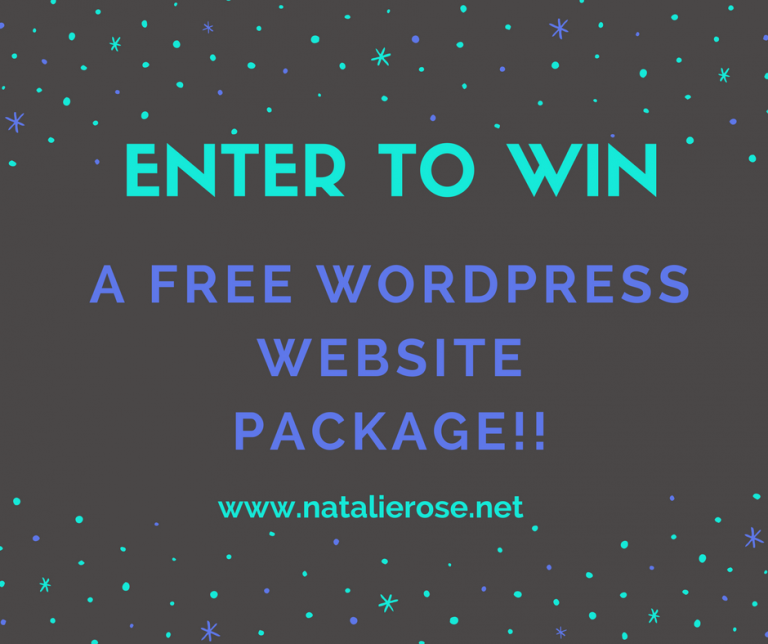 ENTER TO WIN
A FREE WORDPRESS
WEBSITE
PACKAGE!!
www.natalierose.net